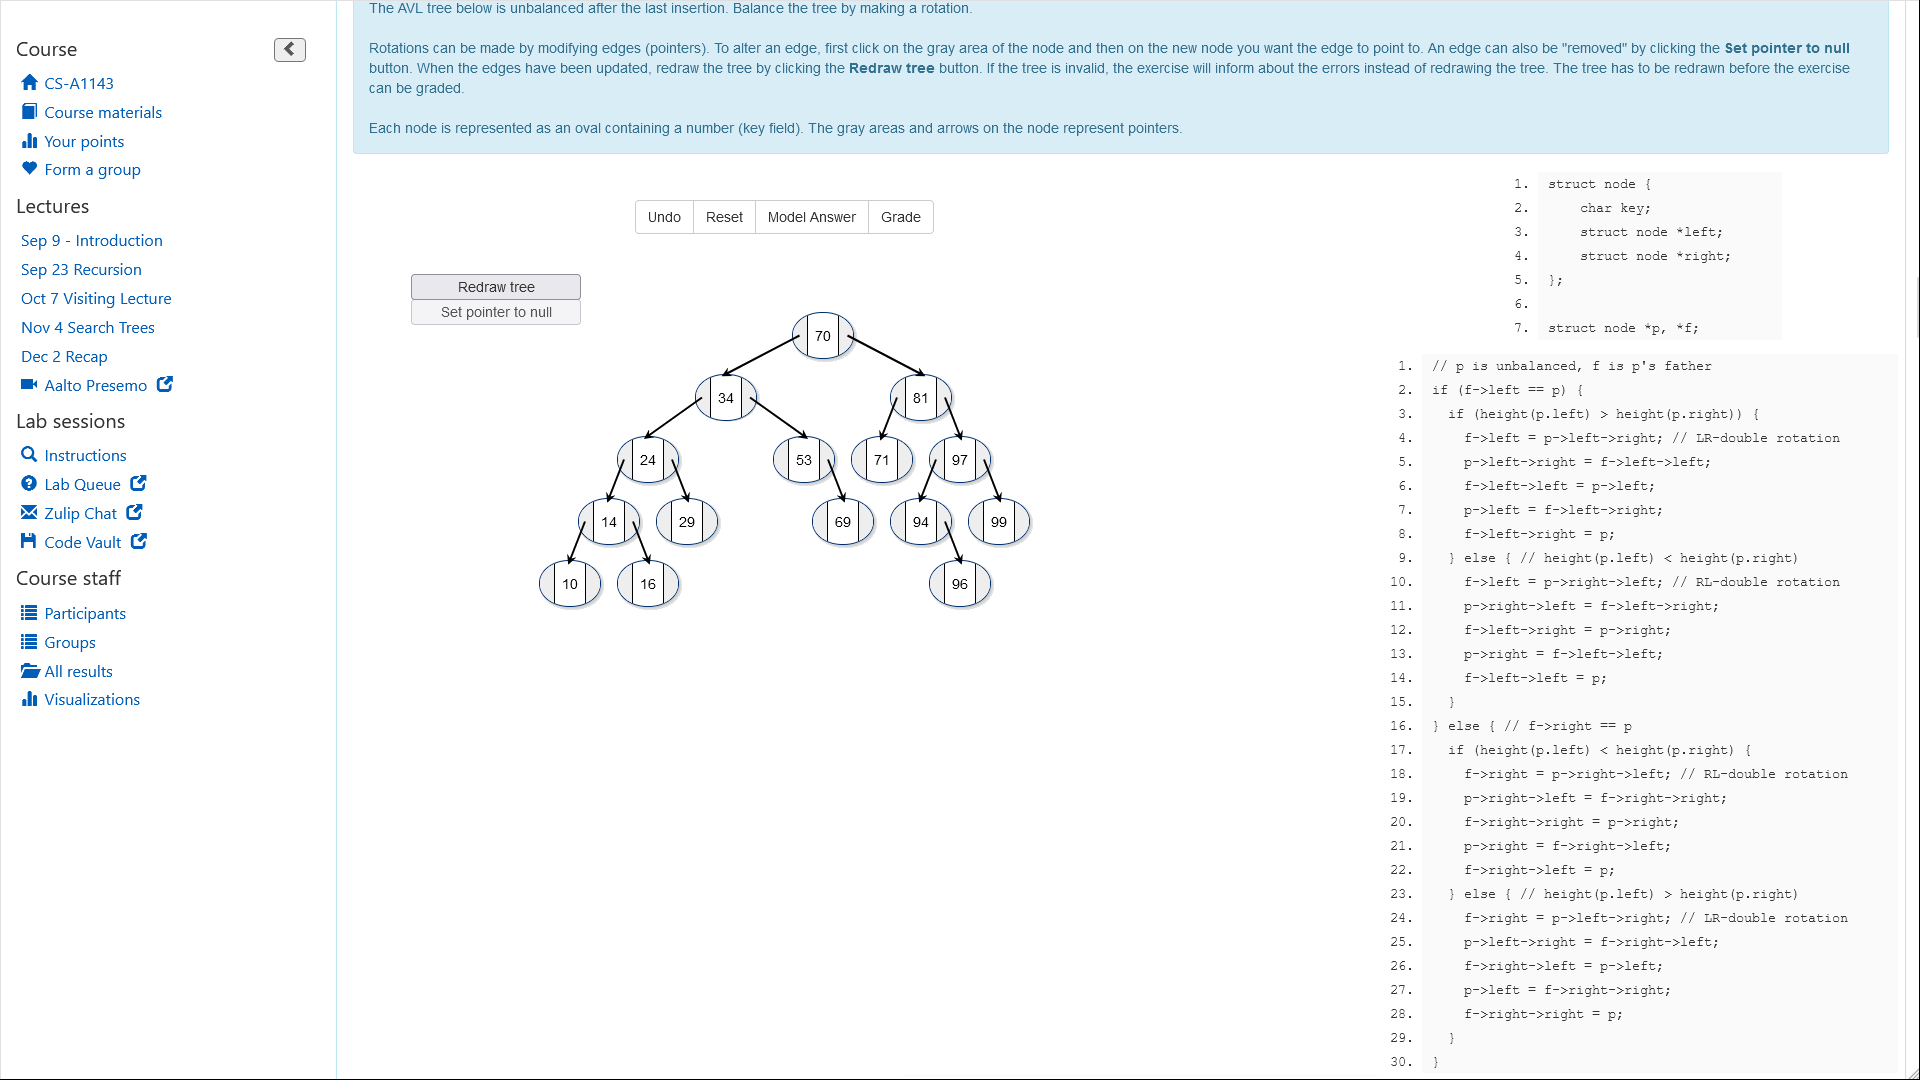 Course
CS-A1143
Course materials
Your points
Form a group
Lectures
Sep 9 - Introduction
Sep 23 Recursion
Oct 7 Visiting Lecture
Nov 4 Search Trees
Dec 2 Recap
Aalto Presemo
Lab sessions
Instructions
Lab Queue
Zulip Chat
Code Vault
Course staff
Participants
Groups
All results
Visualizations
The AVL tree below is unbalanced after the last insertion. Balance the tree by making a rotation.
Rotations can be made by modifying edges (pointers). To alter an edge, first click on the gray area of the node and then on the new node you want the edge to point to. An edge can also be "removed" by clicking the Set pointer to null
button. When the edges have been updated, redraw the tree by clicking the Redraw tree button. If the tree is invalid, the exercise will inform about the errors instead of redrawing the tree. The tree has to be redrawn before the exercise
can be graded.
Each node is represented as an oval containing a number (key field). The gray areas and arrows on the node represent pointers.
Undo Reset Model Answer Grade
Redraw tree
Set pointer to null
70
34 81
24 53 71 97
14 29 69 94 99
10 16 96
1. struct node {
2. char key;
3. struct node *left;
4. struct node *right;
5. };
6.
7. struct node *p, *f;
1. // p is unbalanced, f is p's father
2. if (f->left == p) {
3. if (height(p.left) > height(p.right)) {
4. f->left = p->left->right; // LR-double rotation
5. p->left->right = f->left->left;
6. f->left->left = p->left;
7. p->left = f->left->right;
8. f->left->right = p;
9. } else { // height(p.left) < height(p.right)
10. f->left = p->right->left; // RL-double rotation
11. p->right->left = f->left->right;
12. f->left->right = p->right;
13. p->right = f->left->left;
14. f->left->left = p;
15. }
16. } else { // f->right == p
17. if (height(p.left) < height(p.right) {
18. f->right = p->right->left; // RL-double rotation
19. p->right->left = f->right->right;
20. f->right->right = p->right;
21. p->right = f->right->left;
22. f->right->left = p;
23. } else { // height(p.left) > height(p.right)
24. f->right = p->left->right; // LR-double rotation
25. p->left->right = f->right->left;
26. f->right->left = p->left;
27. p->left = f->right->right;
28. f->right->right = p;
29. }
30. }